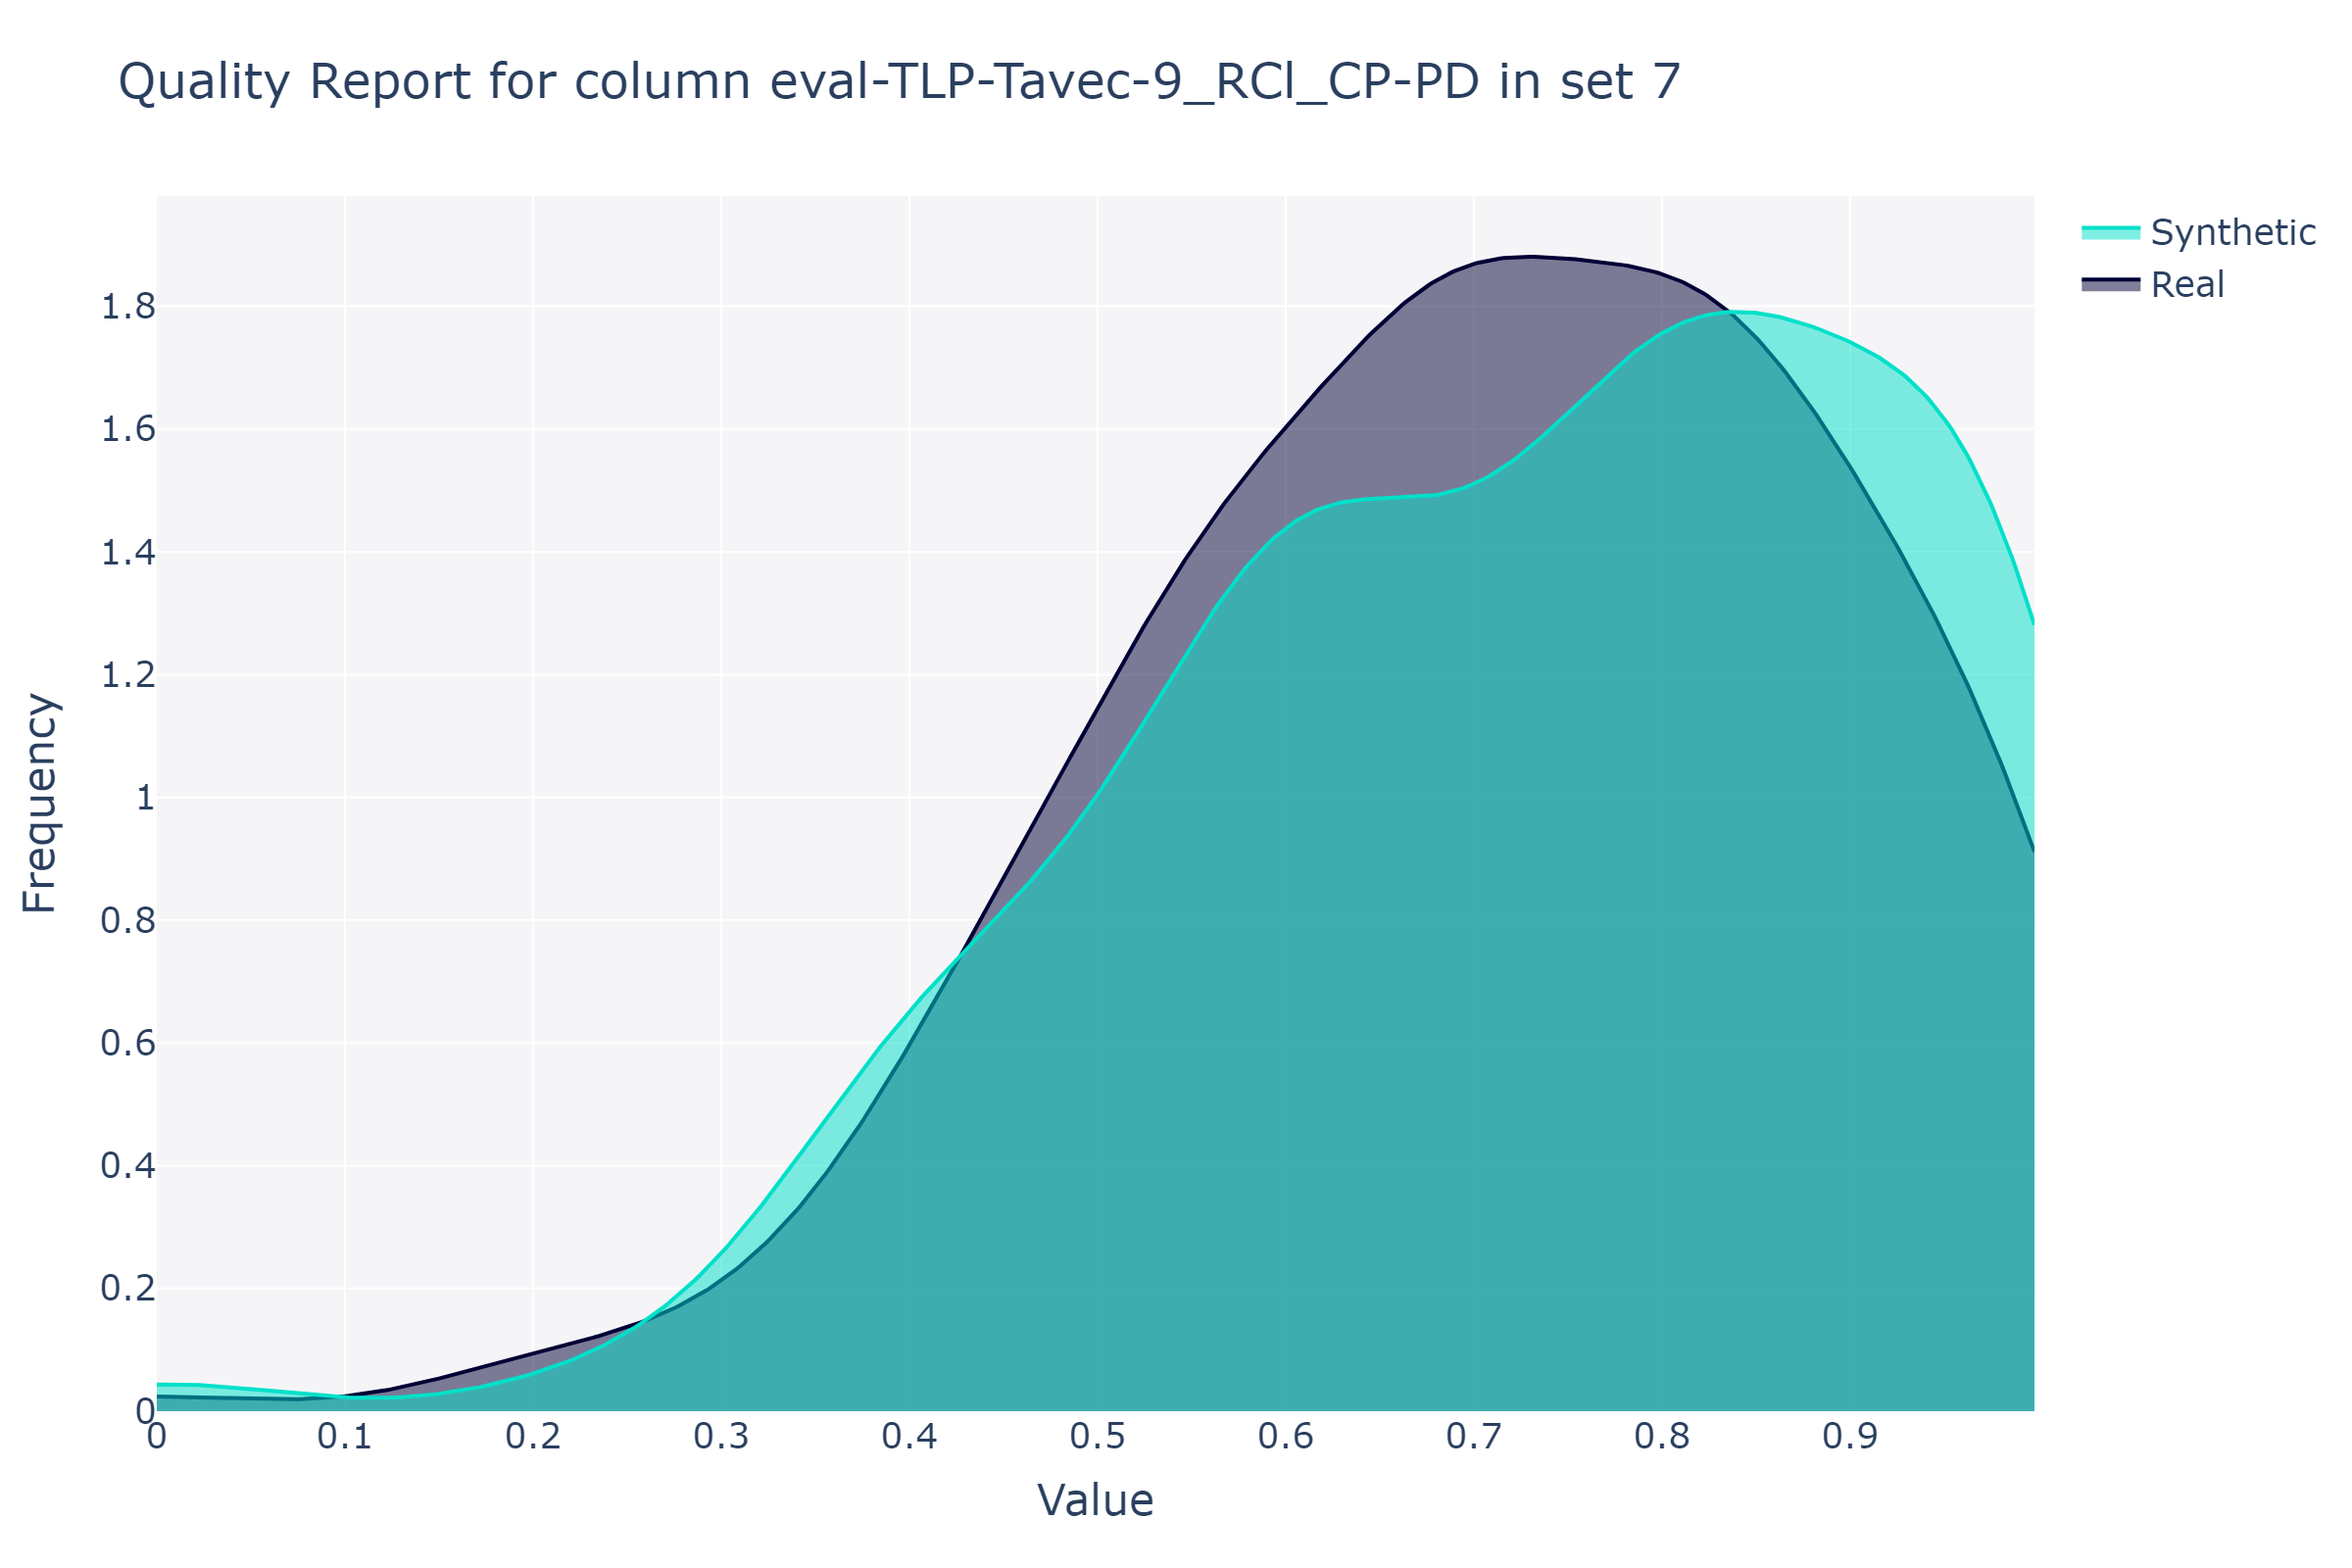 Quality Report for column eval-TLP-Tavec-9_RCl_CP-PD in set 7
Synthetic
Real
1.8
1.6
1.4
1.2
1
0.8
0.6
0.4
0.2
0
0 0.1 0.2 0.3 0.4 0.5 0.6 0.7 0.8 0.9
Frequency
Value